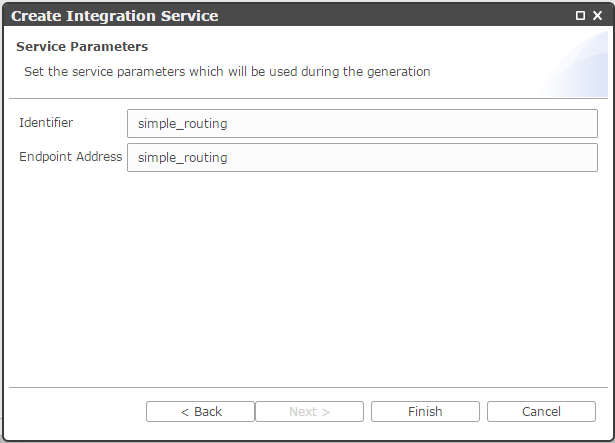 Create Integration Service
Service Parameters
Set the service parameters which will be used during the generation
Identifier simple_routing
Endpoint Address simple_routing
< Back Next > Finish Cancel